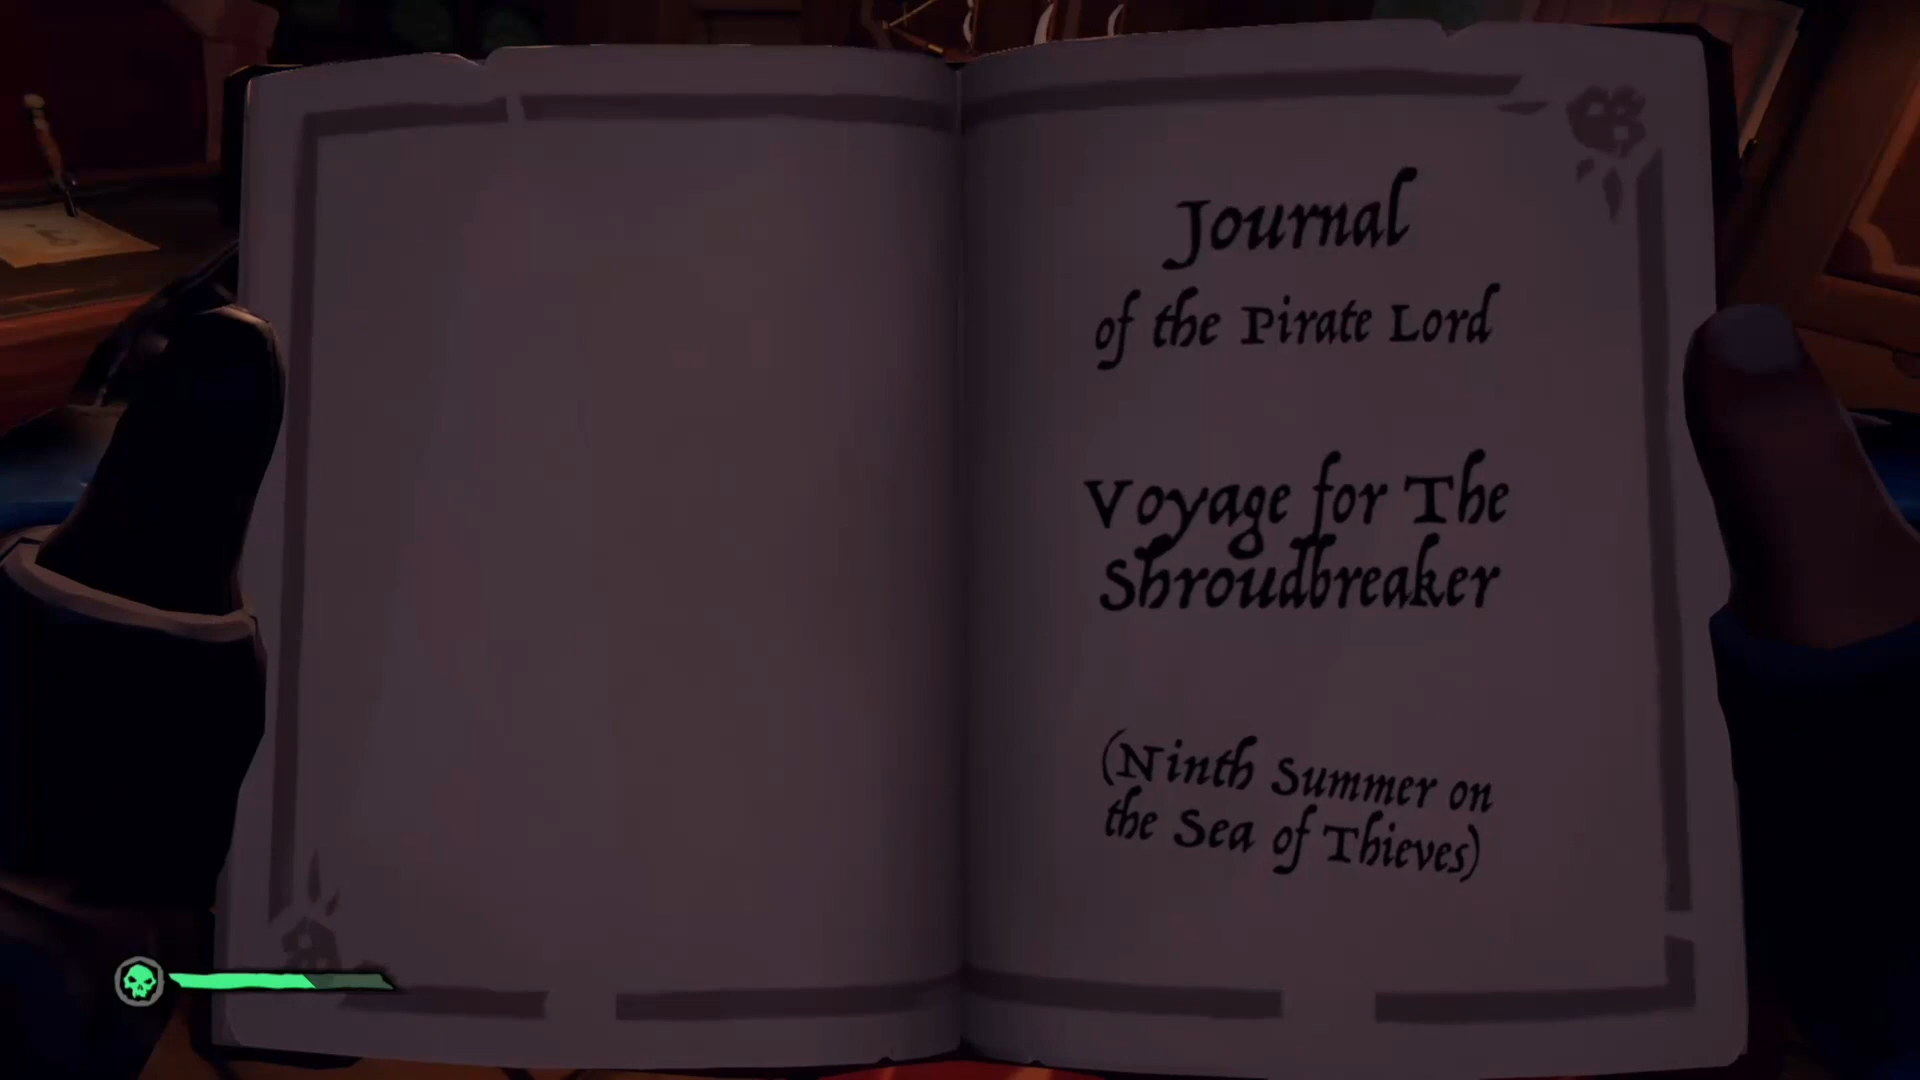 Journal
of the Pirate Lord
Voyage for The
Shroudbreaker
(Ninth Summer on
the Sea of Thieves)